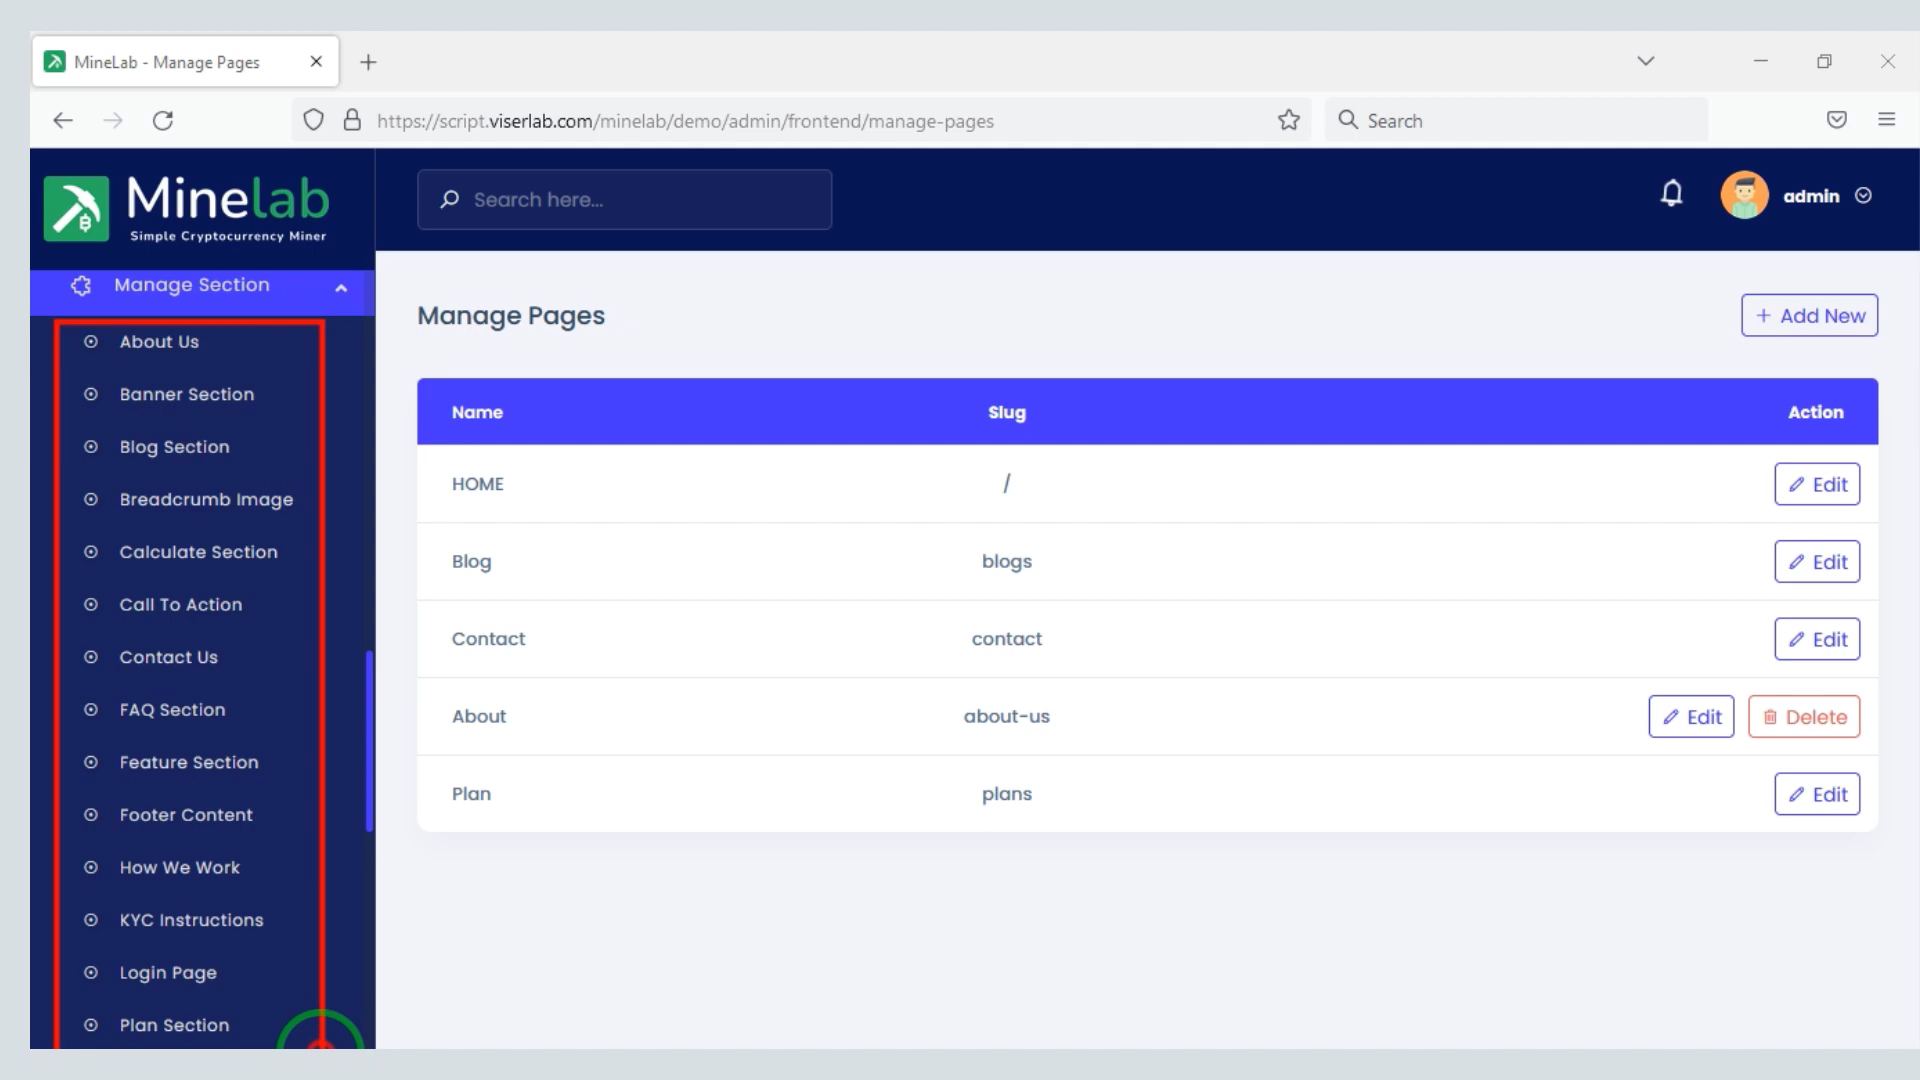 MineLab - Manage Pages
https://script.viserlab.com/minelab/demo/admin/frontend/manage-pages
Search
Minelab
Simple Cryptocurrency Miner
Search here...
admin
Manage Section
About Us
Banner Section
Blog Section
Breadcrumb Image
Calculate Section
Call To Action
Contact Us
FAQ Section
Feature Section
Footer Content
How We Work
KYC Instructions
Login Page
Plan Section
Manage Pages
+ Add New
Name Slug Action
HOME / Edit
Blog blogs Edit
Contact contact Edit
About about-us Edit Delete
Plan plans Edit